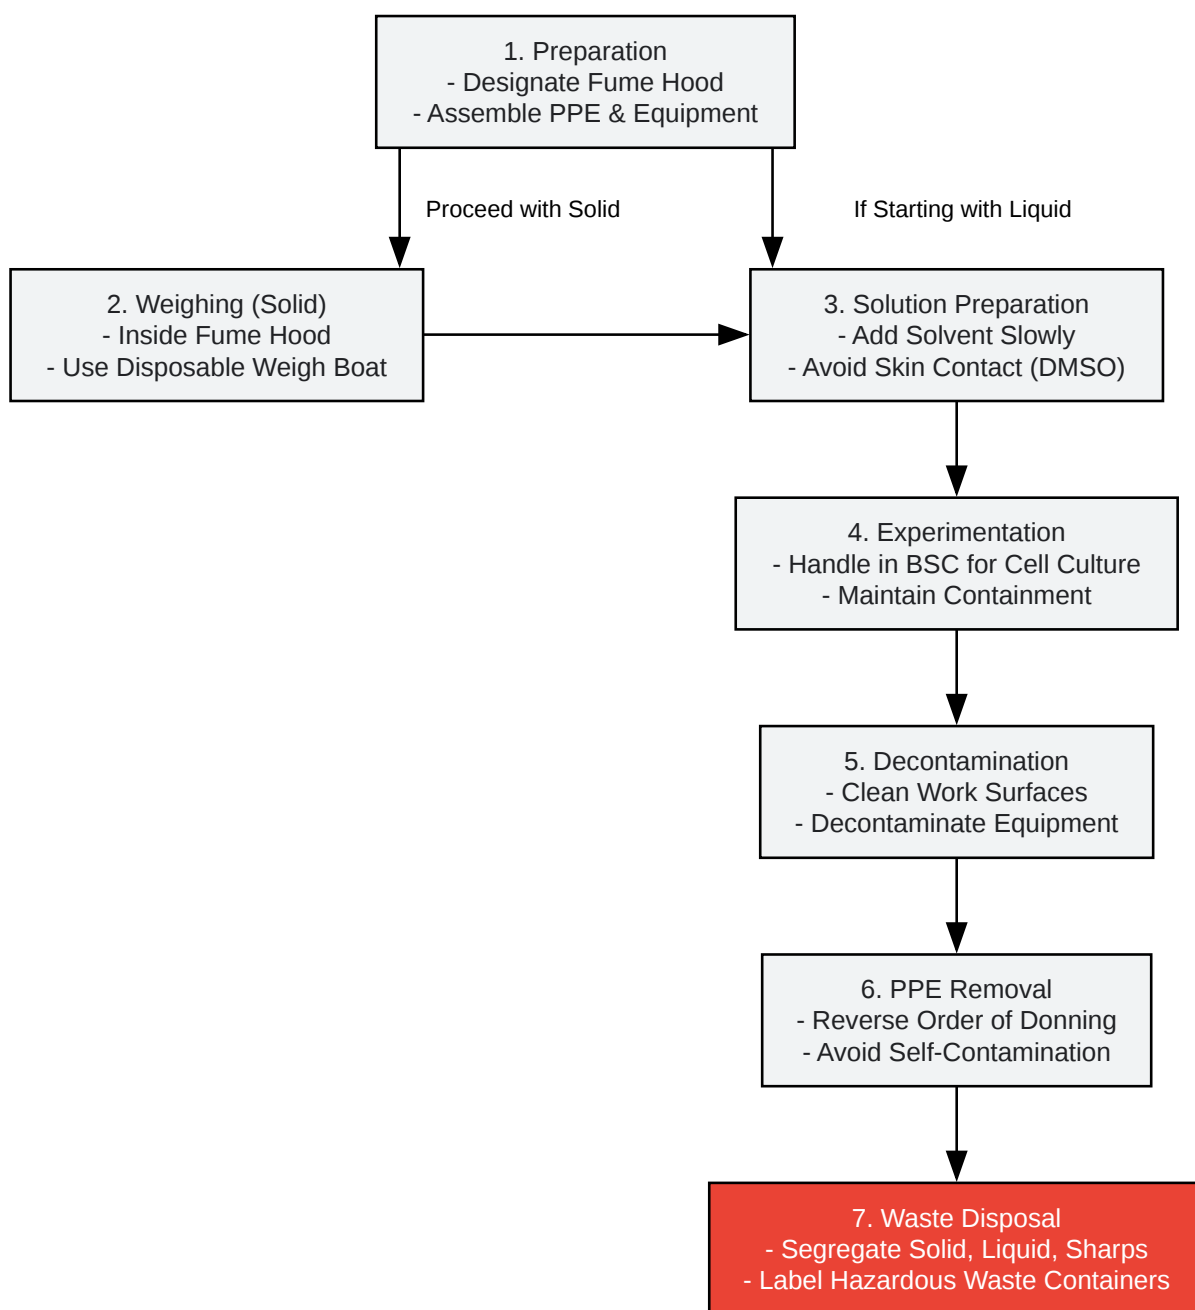 1. Preparation
- Designate Fume Hood
- Assemble PPE & Equipment
Proceed with Solid
If Starting with Liquid
2. Weighing (Solid)
- Inside Fume Hood
- Use Disposable Weigh Boat
3. Solution Preparation
- Add Solvent Slowly
- Avoid Skin Contact (DMSO)
4. Experimentation
- Handle in BSC for Cell Culture
- Maintain Containment
5. Decontamination
- Clean Work Surfaces
- Decontaminate Equipment
6. PPE Removal
- Reverse Order of Donning
- Avoid Self-Contamination
7. Waste Disposal
- Segregate Solid, Liquid, Sharps
- Label Hazardous Waste Containers